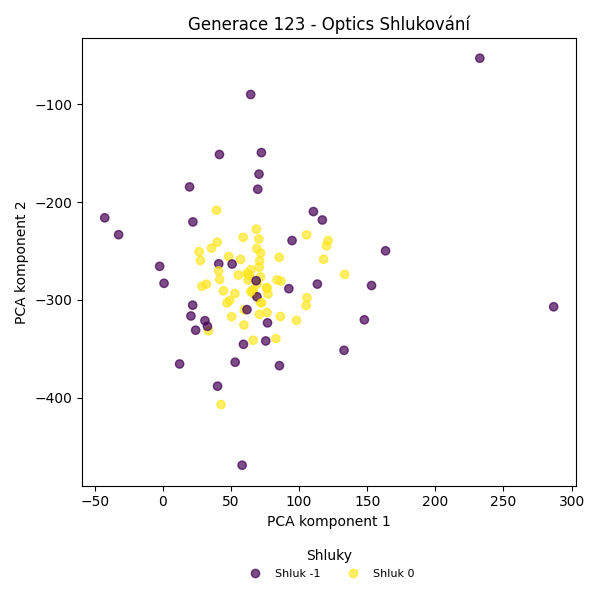 Generace 123 - Optics Shlukování
−100
−200
−300
−400
PCA komponent 2
−50 0 50 100 150 200 250 300
PCA komponent 1
Shluky
Shluk -1 Shluk 0